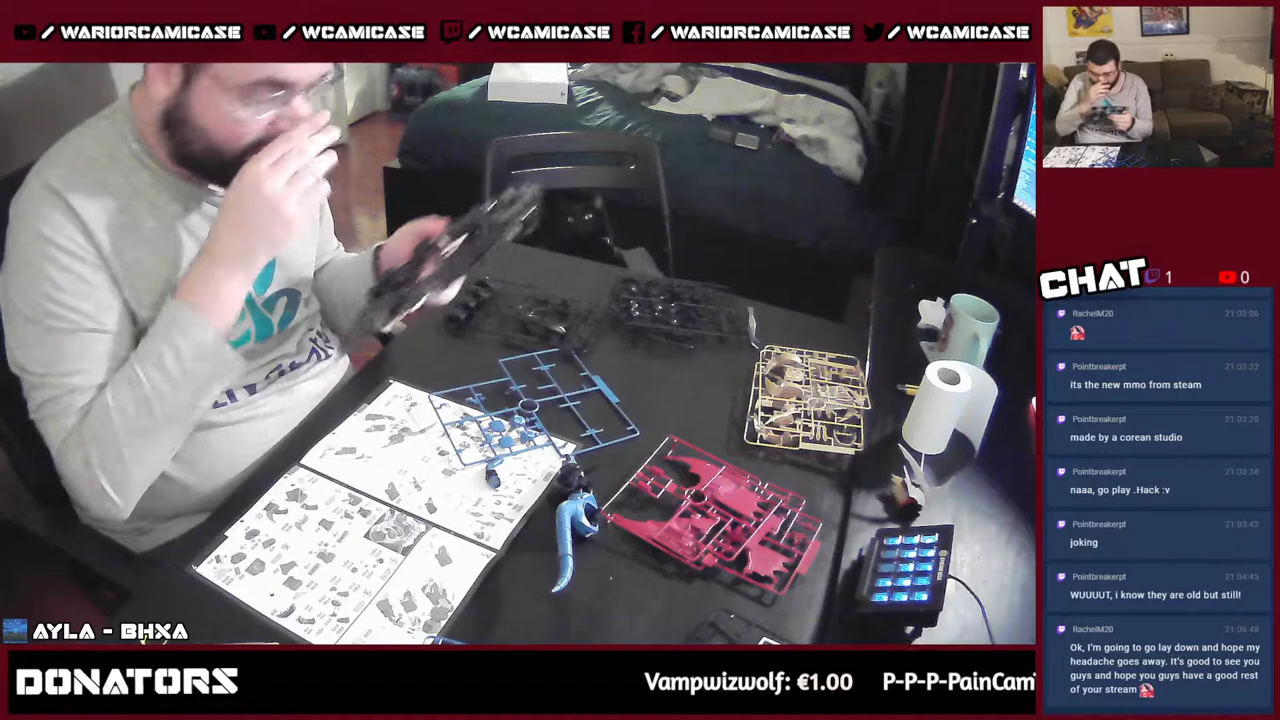 / WARIORCAMICASE / WCAMICASE / WCAMICASE / WARIORCAMICASE / WCAMICASE
CHAT 1 0
RachelM20 21:03:06
Pointbreakerpt 21:03:22
its the new mmo from steam
Pointbreakerpt 21:03:28
made by a corean studio
Pointbreakerpt 21:03:38
naaa, go play .Hack :v
Pointbreakerpt 21:03:42
joking
Pointbreakerpt 21:04:45
WUUUUT, i know they are old but still!
RachelM20 21:06:48
Ok, I'm going to go lay down and hope my
headache goes away. It's good to see you
guys and hope you guys have a good rest
of your stream
AYLA - BHXA
DONATORS
Vampwizwolf: €1.00 P-P-P-PainCam